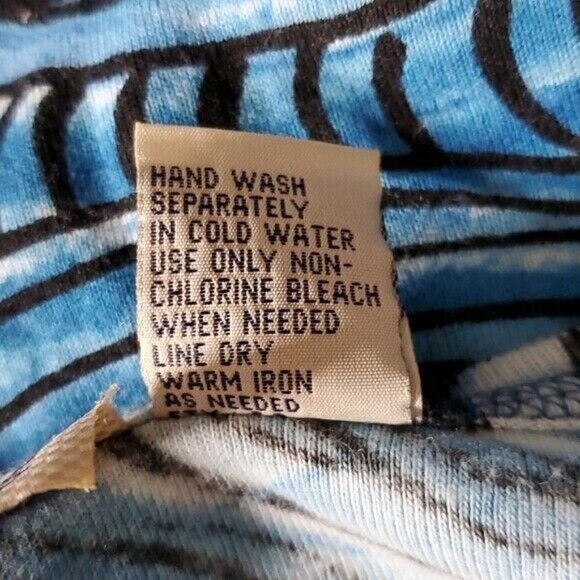 HAND WASH
SEPARATELY
IN COLD WATER
USE ONLY NON-
CHLORINE BLEACH
WHEN NEEDED
LINE DRY
WARM IRON
AS NEEDED